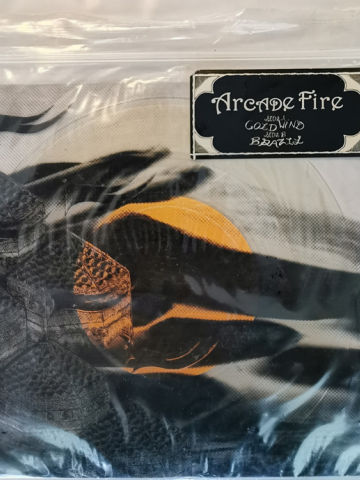 Arcade Fire
SIDE A
COLD WIND
SIDE B
BRAZIL